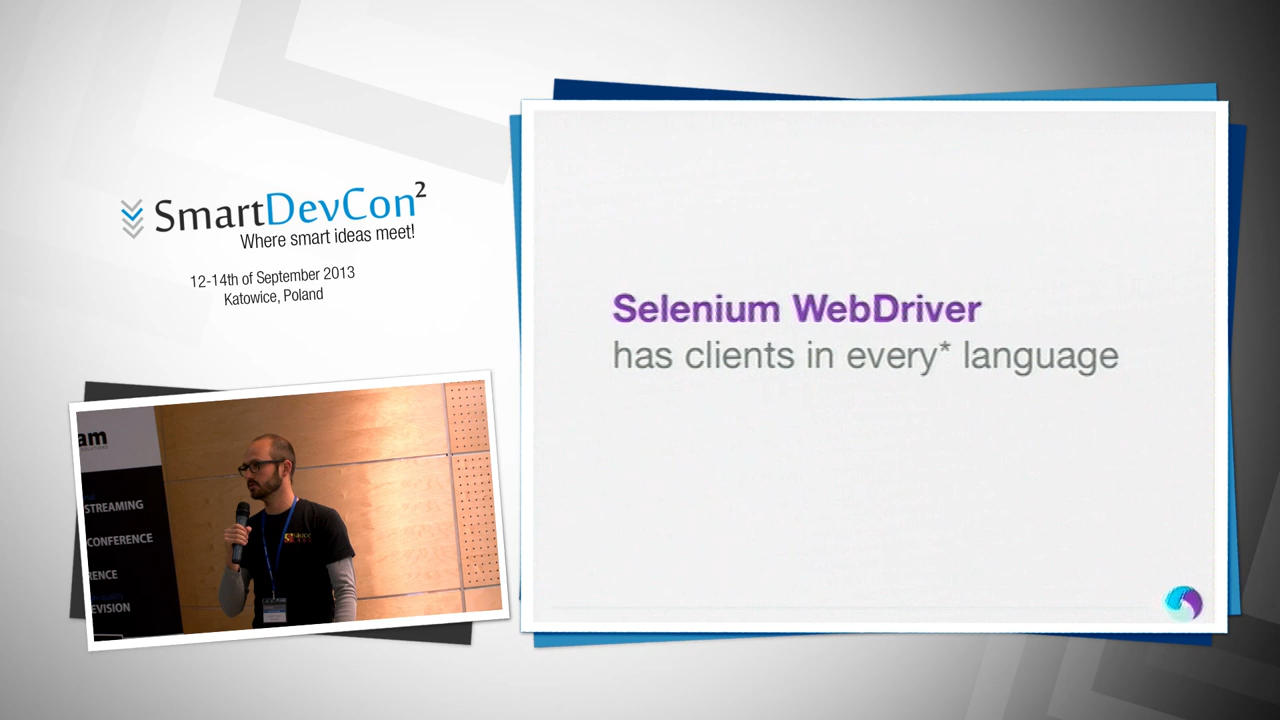 SmartDevCon²
Where smart ideas meet!
12-14th of September 2013
Katowice, Poland
Selenium WebDriver
has clients in every* language
am
STREAMING
CONFERENCE
RENCE
EVISION